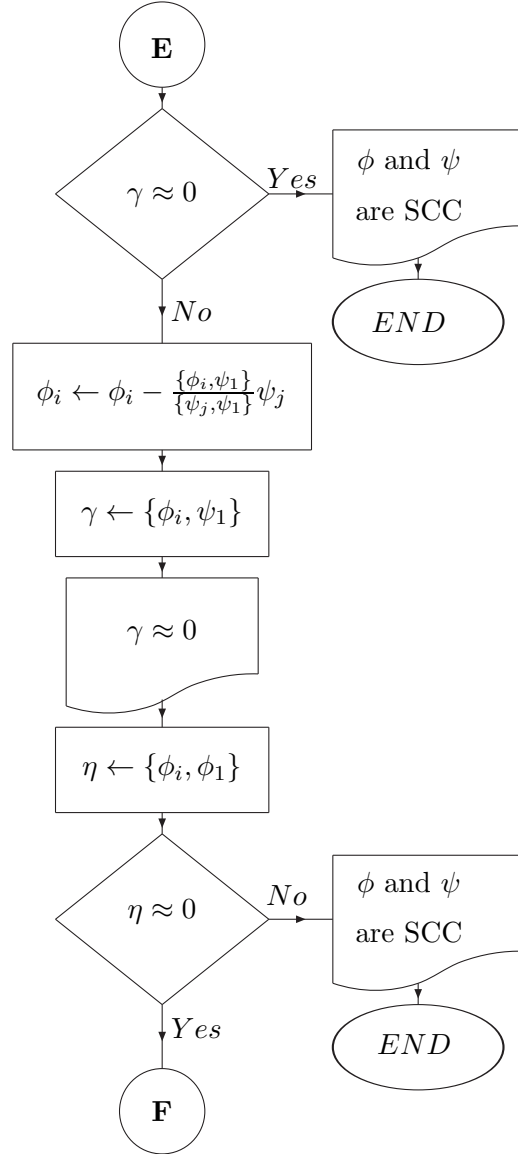 E
γ ≈ 0
Yes
ϕ and ψ
are SCC
END
No
ϕ_i ← ϕ_i − {ϕ_i,ψ_1}/{ψ_j,ψ_1} ψ_j
γ ← {ϕ_i, ψ_1}
γ ≈ 0
η ← {ϕ_i, ϕ_1}
η ≈ 0
No
ϕ and ψ
are SCC
END
Yes
F